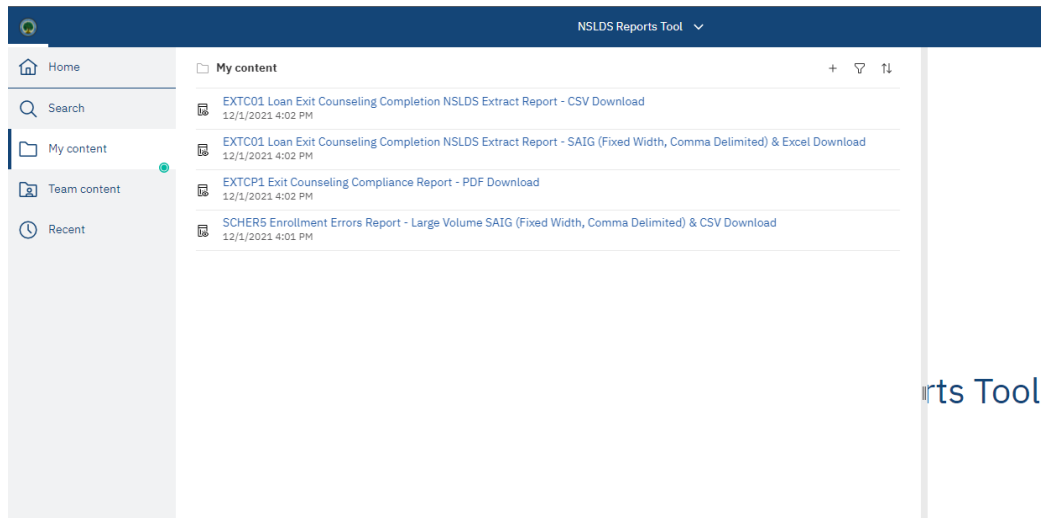 NSLDS Reports Tool
Home
Search
My content
Team content
Recent
My content
EXTC01 Loan Exit Counseling Completion NSLDS Extract Report - CSV Download
12/1/2021 4:02 PM
EXTC01 Loan Exit Counseling Completion NSLDS Extract Report - SAIG (Fixed Width, Comma Delimited) & Excel Download
12/1/2021 4:02 PM
EXTCP1 Exit Counseling Compliance Report - PDF Download
12/1/2021 4:02 PM
SCHER5 Enrollment Errors Report - Large Volume SAIG (Fixed Width, Comma Delimited) & CSV Download
12/1/2021 4:01 PM
rts Tool